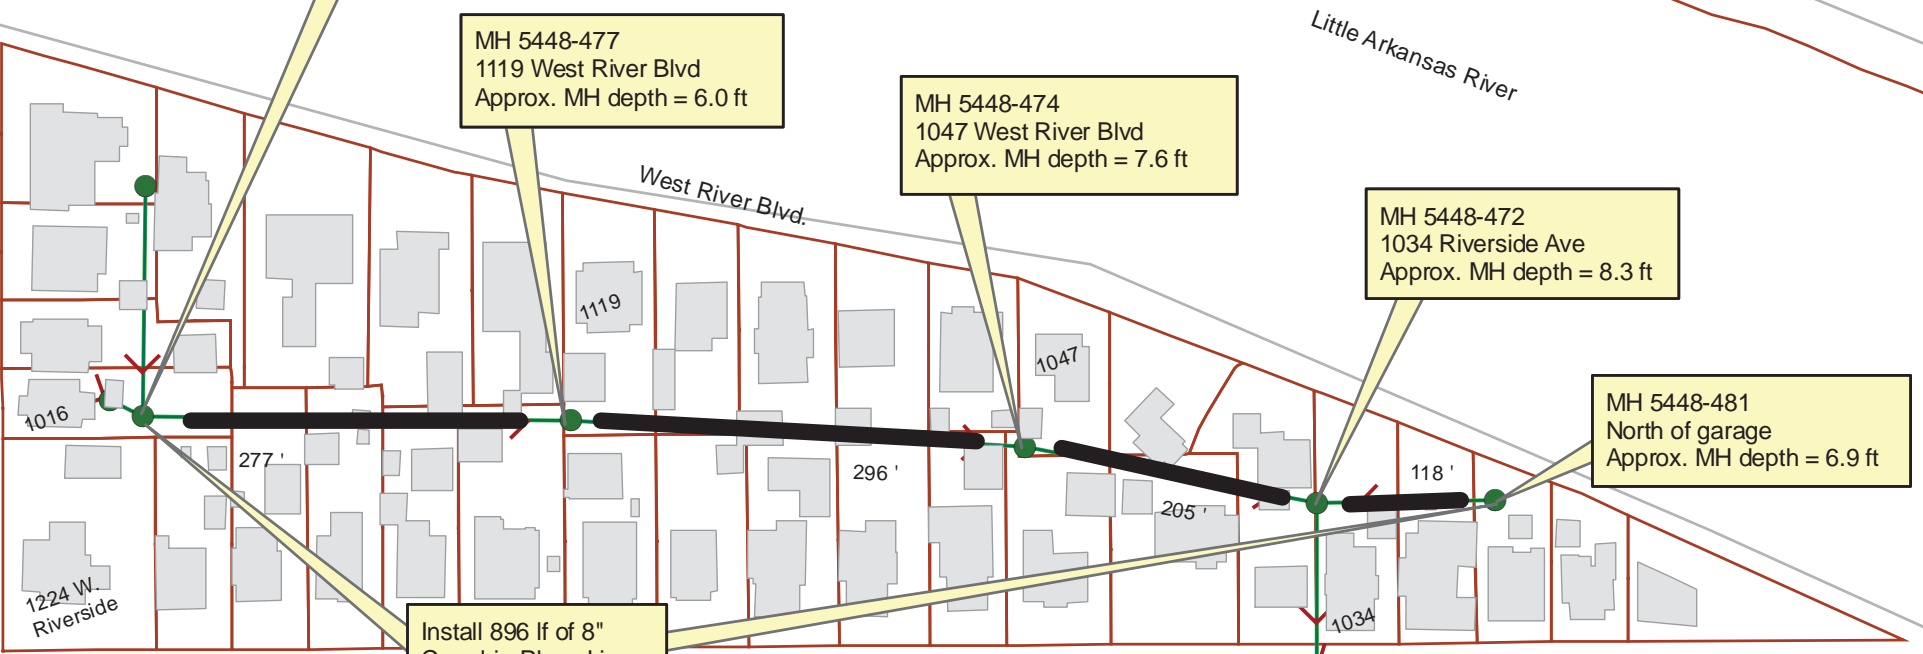 Little Arkansas River
MH 5448-477
1119 West River Blvd
Approx. MH depth = 6.0 ft
MH 5448-474
1047 West River Blvd
Approx. MH depth = 7.6 ft
West River Blvd.
MH 5448-472
1034 Riverside Ave
Approx. MH depth = 8.3 ft
1119
1047
MH 5448-481
North of garage
Approx. MH depth = 6.9 ft
1016
277 '
296 '
118 '
205 '
1224 W.
Riverside
1034
Install 896 lf of 8"